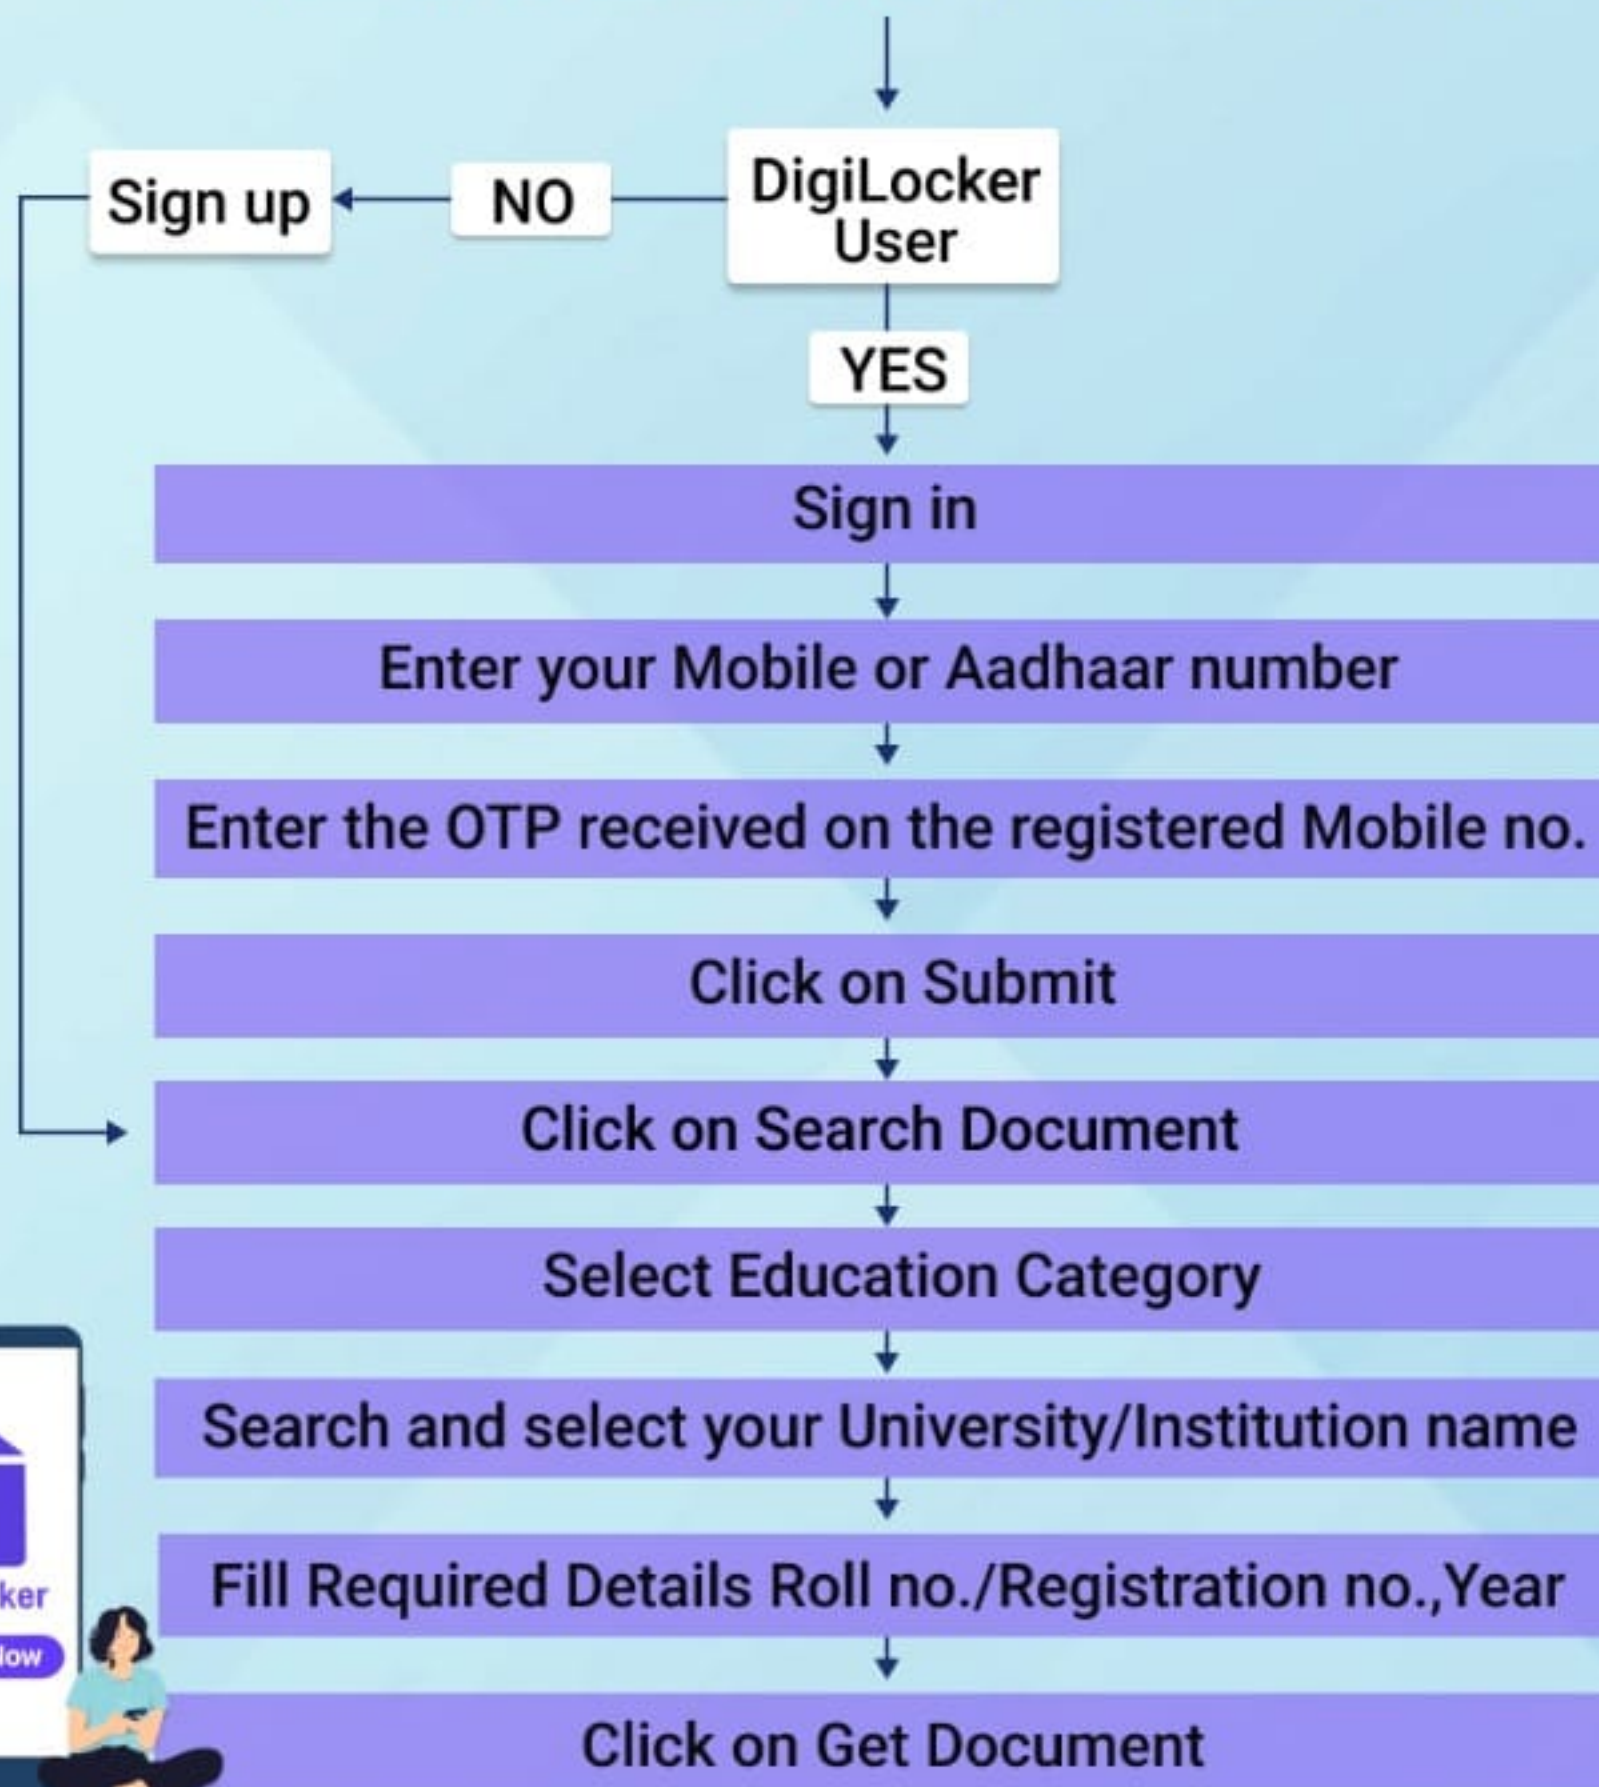 DigiLocker
User
NO
Sign up
YES
Sign in
Enter your Mobile or Aadhaar number
Enter the OTP received on the registered Mobile no.
Click on Submit
Click on Search Document
Select Education Category
Search and select your University/Institution name
Fill Required Details Roll no./Registration no.,Year
ker
Click on Get Document